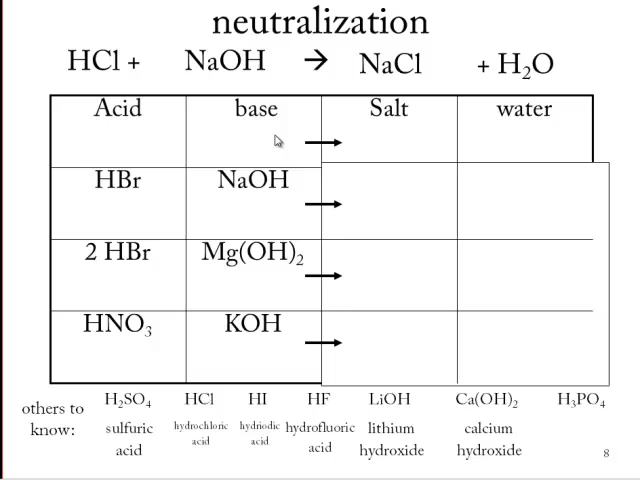 neutralization
HCl + NaOH → NaCl + H₂O
Acid base Salt water
HBr NaOH
2 HBr Mg(OH)₂
HNO₃ KOH
others to know:
H₂SO₄ HCl HI HF LiOH Ca(OH)₂ H₃PO₄
sulfuric hydrochloric hydriodic hydrofluoric lithium calcium
acid acid acid acid hydroxide hydroxide
8